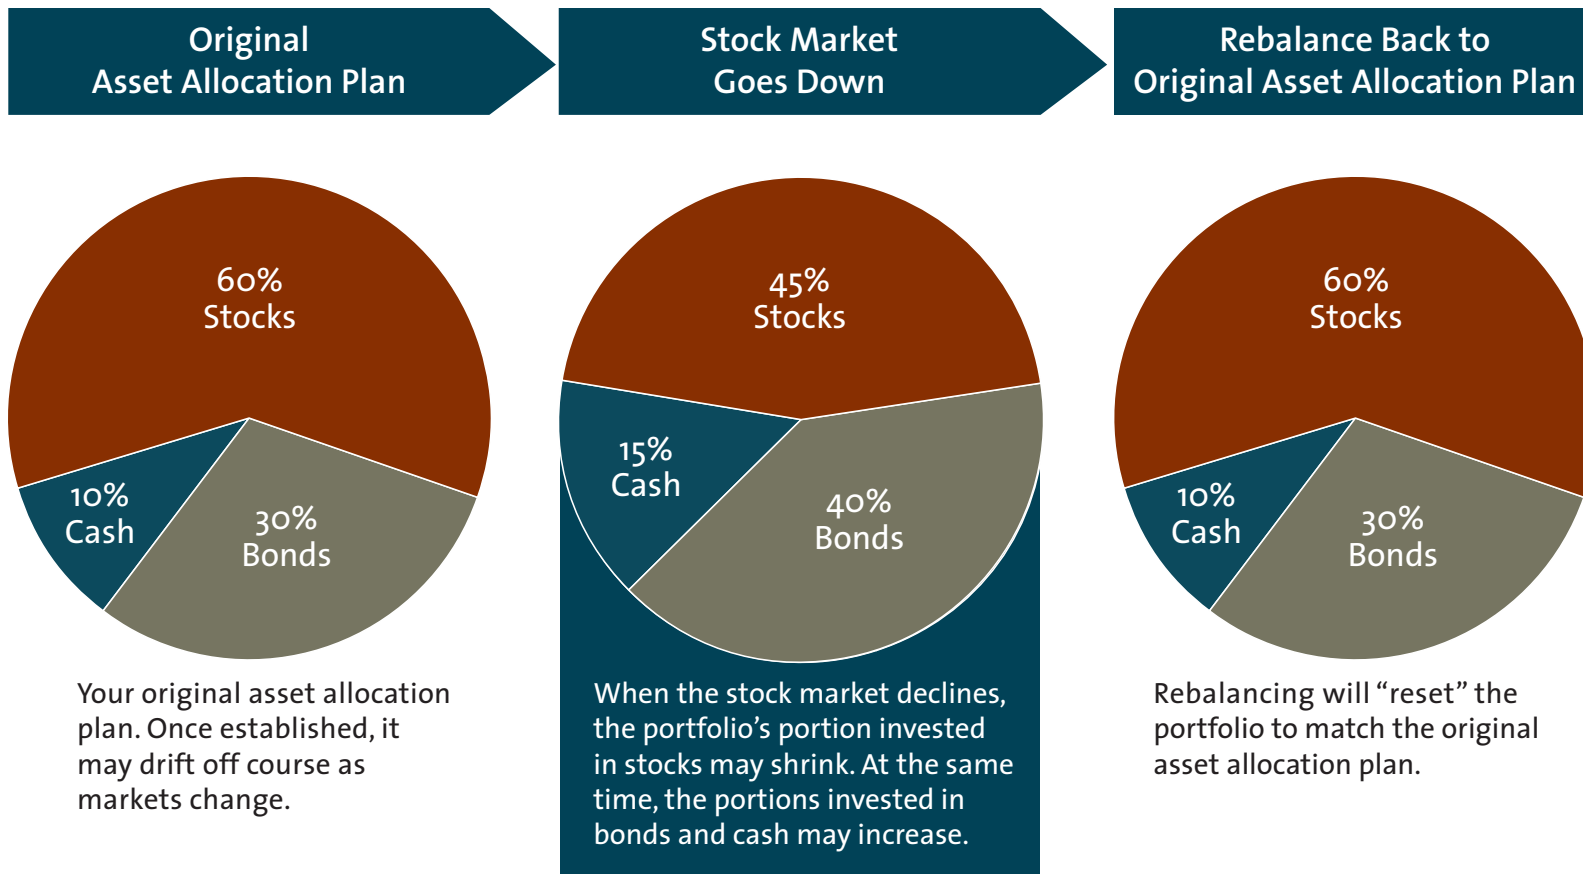 Original
Asset Allocation Plan
Stock Market
Goes Down
Rebalance Back to
Original Asset Allocation Plan
60%
Stocks
10%
Cash
30%
Bonds
45%
Stocks
15%
Cash
40%
Bonds
60%
Stocks
10%
Cash
30%
Bonds
Your original asset allocation
plan. Once established, it
may drift off course as
markets change.
When the stock market declines,
the portfolio’s portion invested
in stocks may shrink. At the same
time, the portions invested in
bonds and cash may increase.
Rebalancing will “reset” the
portfolio to match the original
asset allocation plan.